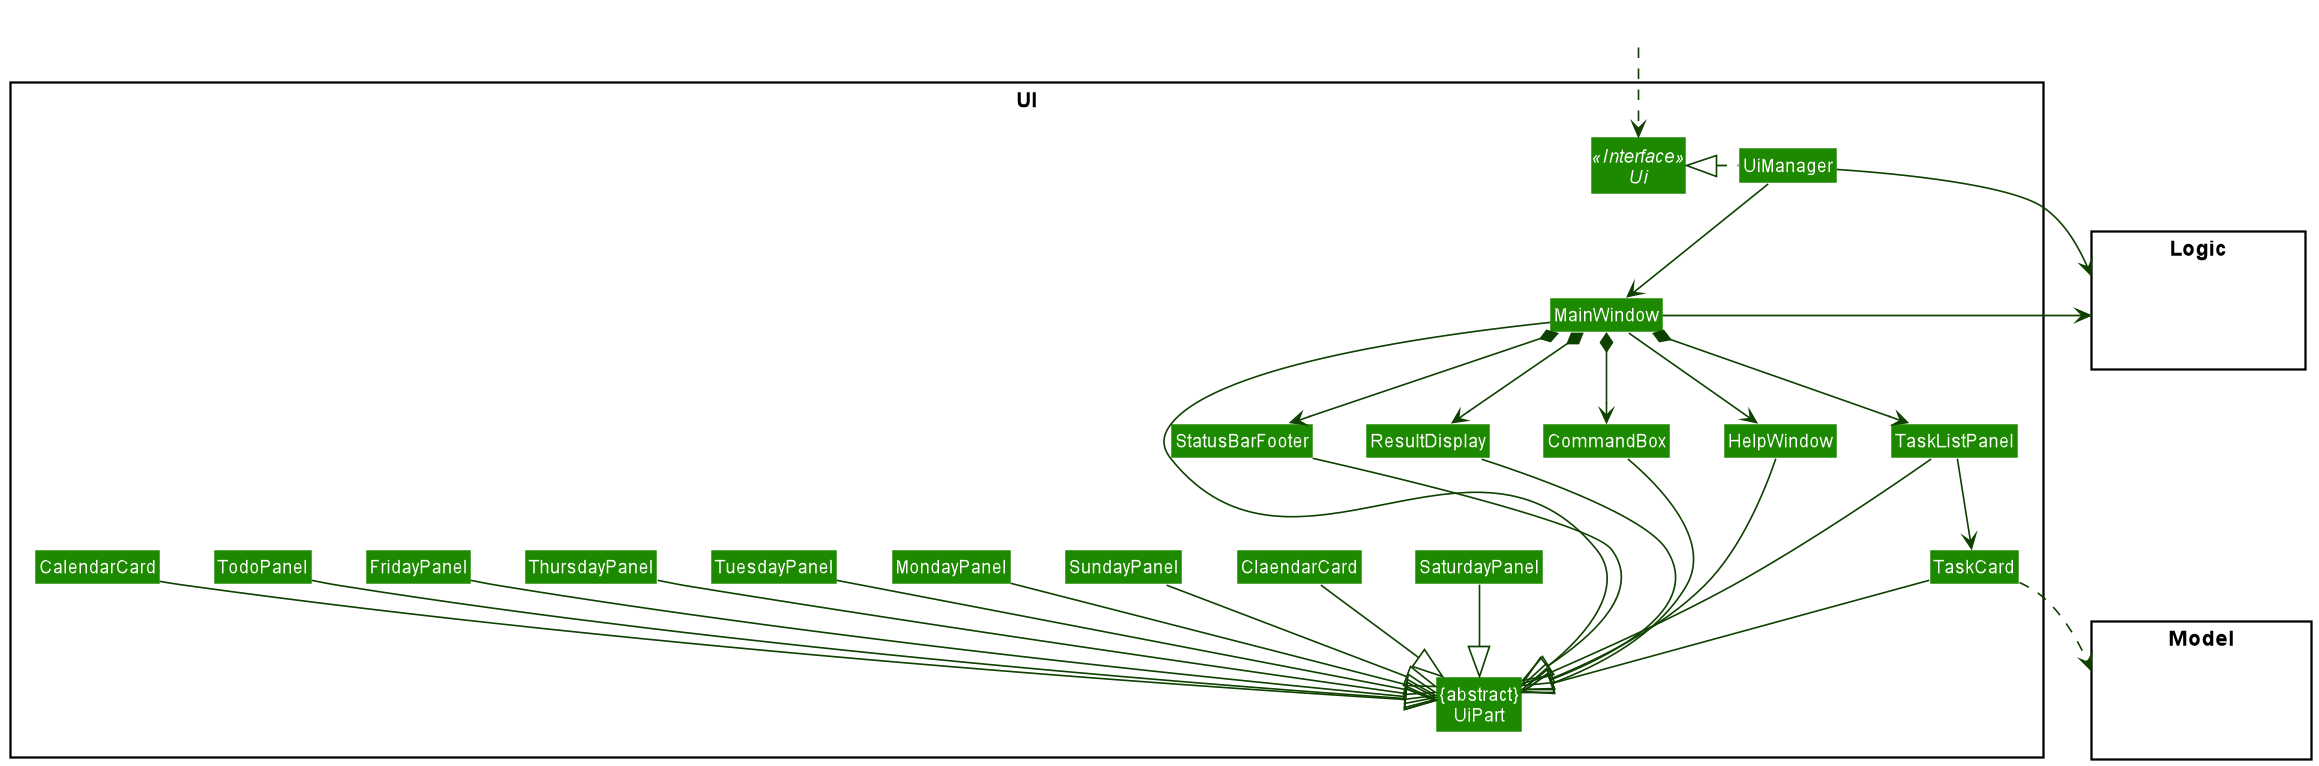 UI
«Interface»
Ui
UiManager
Logic
MainWindow
StatusBarFooter
ResultDisplay
CommandBox
HelpWindow
TaskListPanel
CalendarCard
TodoPanel
FridayPanel
ThursdayPanel
TuesdayPanel
MondayPanel
SundayPanel
ClaendarCard
SaturdayPanel
TaskCard
Model
{abstract}
UiPart